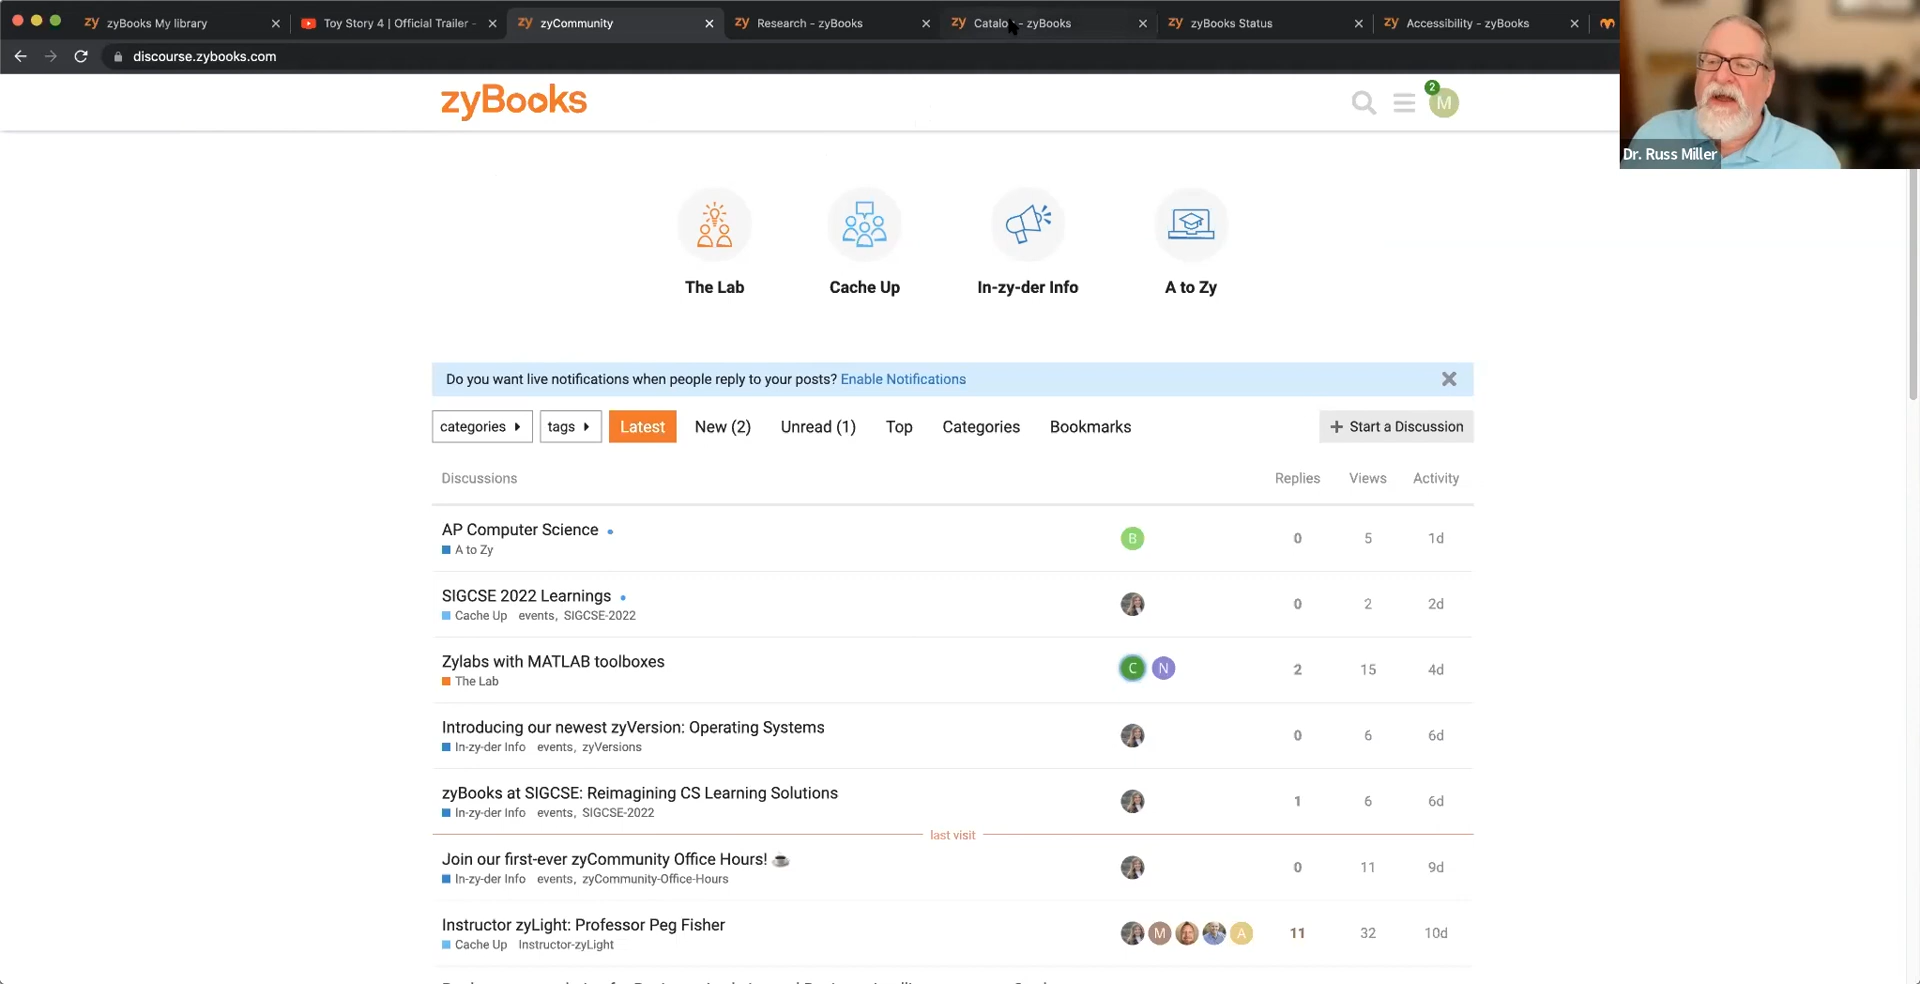 zyBooks My library
Toy Story 4 | Official Trailer -
zyCommunity
Research - zyBooks
Catalog - zyBooks
zyBooks Status
Accessibility - zyBooks
discourse.zybooks.com
Dr. Russ Miller
zyBooks
2
M
The Lab
Cache Up
In-zy-der Info
A to Zy
Do you want live notifications when people reply to your posts? Enable Notifications
categories
tags
Latest
New (2)
Unread (1)
Top
Categories
Bookmarks
+ Start a Discussion
Discussions Replies Views Activity
AP Computer Science
A to Zy
B 0 5 1d
SIGCSE 2022 Learnings
Cache Up events, SIGCSE-2022
0 2 2d
Zylabs with MATLAB toolboxes
The Lab
C N 2 15 4d
Introducing our newest zyVersion: Operating Systems
In-zy-der Info events, zyVersions
0 6 6d
zyBooks at SIGCSE: Reimagining CS Learning Solutions
In-zy-der Info events, SIGCSE-2022
1 6 6d
last visit
Join our first-ever zyCommunity Office Hours!
In-zy-der Info events, zyCommunity-Office-Hours
0 11 9d
Instructor zyLight: Professor Peg Fisher
Cache Up Instructor-zyLight
M A 11 32 10d